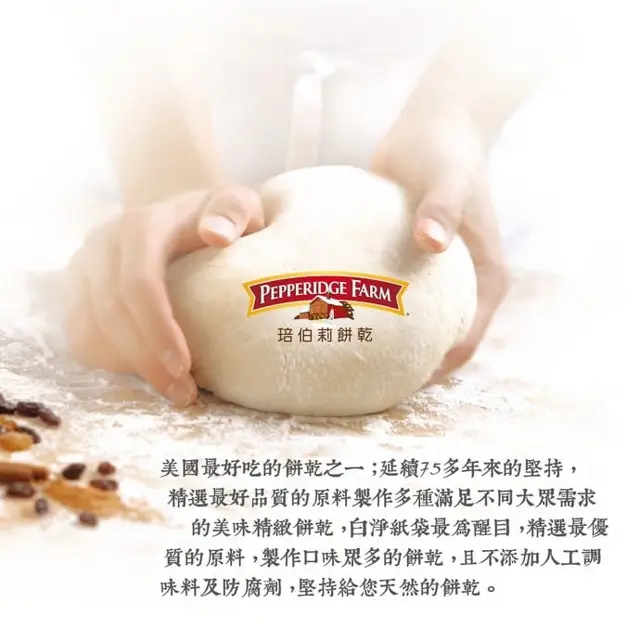 PEPPERIDGE FARM
琣伯莉餅乾
美國最好吃的餅乾之一；延續75多年來的堅持，
精選最好品質的原料製作多種滿足不同大眾需求
的美味精緻餅乾，白淨紙袋最為醒目，精選最優
質的原料，製作口味眾多的餅乾，且不添加人工調
味料及防腐劑，堅持給您天然的餅乾。